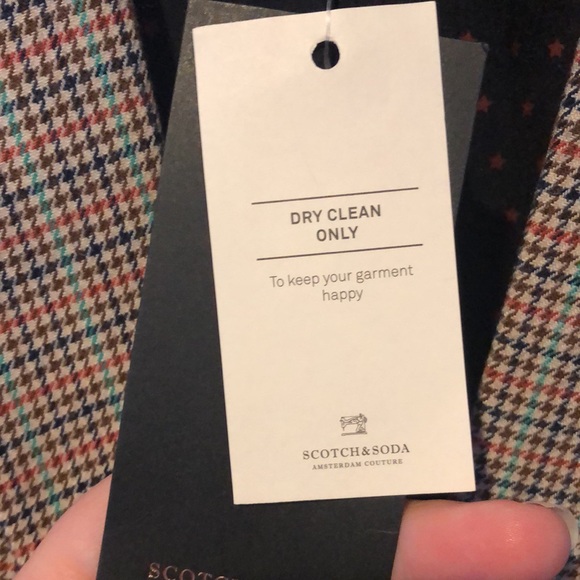 DRY CLEAN
ONLY
To keep your garment
happy
SCOTCH&SODA
AMSTERDAM COUTURE